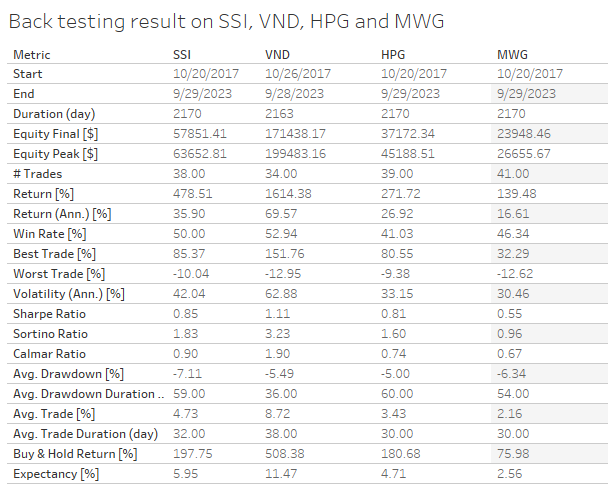 Back testing result on SSI, VND, HPG and MWG
Metric SSI VND HPG MWG
Start 10/20/2017 10/26/2017 10/20/2017 10/20/2017
End 9/29/2023 9/28/2023 9/29/2023 9/29/2023
Duration (day) 2170 2163 2170 2170
Equity Final [$] 57851.41 171438.17 37172.34 23948.46
Equity Peak [$] 63652.81 199483.16 45188.51 26655.67
# Trades 38.00 34.00 39.00 41.00
Return [%] 478.51 1614.38 271.72 139.48
Return (Ann.) [%] 35.90 69.57 26.92 16.61
Win Rate [%] 50.00 52.94 41.03 46.34
Best Trade [%] 85.37 151.76 80.55 32.29
Worst Trade [%] -10.04 -12.95 -9.38 -12.62
Volatility (Ann.) [%] 42.04 62.88 33.15 30.46
Sharpe Ratio 0.85 1.11 0.81 0.55
Sortino Ratio 1.83 3.23 1.60 0.96
Calmar Ratio 0.90 1.90 0.74 0.67
Avg. Drawdown [%] -7.11 -5.49 -5.00 -6.34
Avg. Drawdown Duration .. 59.00 36.00 60.00 54.00
Avg. Trade [%] 4.73 8.72 3.43 2.16
Avg. Trade Duration (day) 32.00 38.00 30.00 30.00
Buy & Hold Return [%] 197.75 508.38 180.68 75.98
Expectancy [%] 5.95 11.47 4.71 2.56